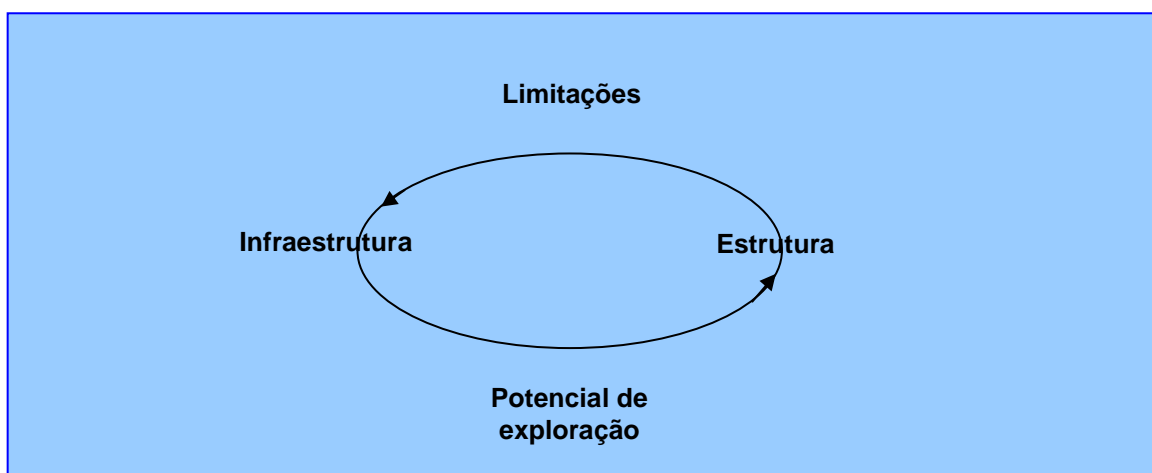 Limitações
Infraestrutura
Estrutura
Potencial de
exploração